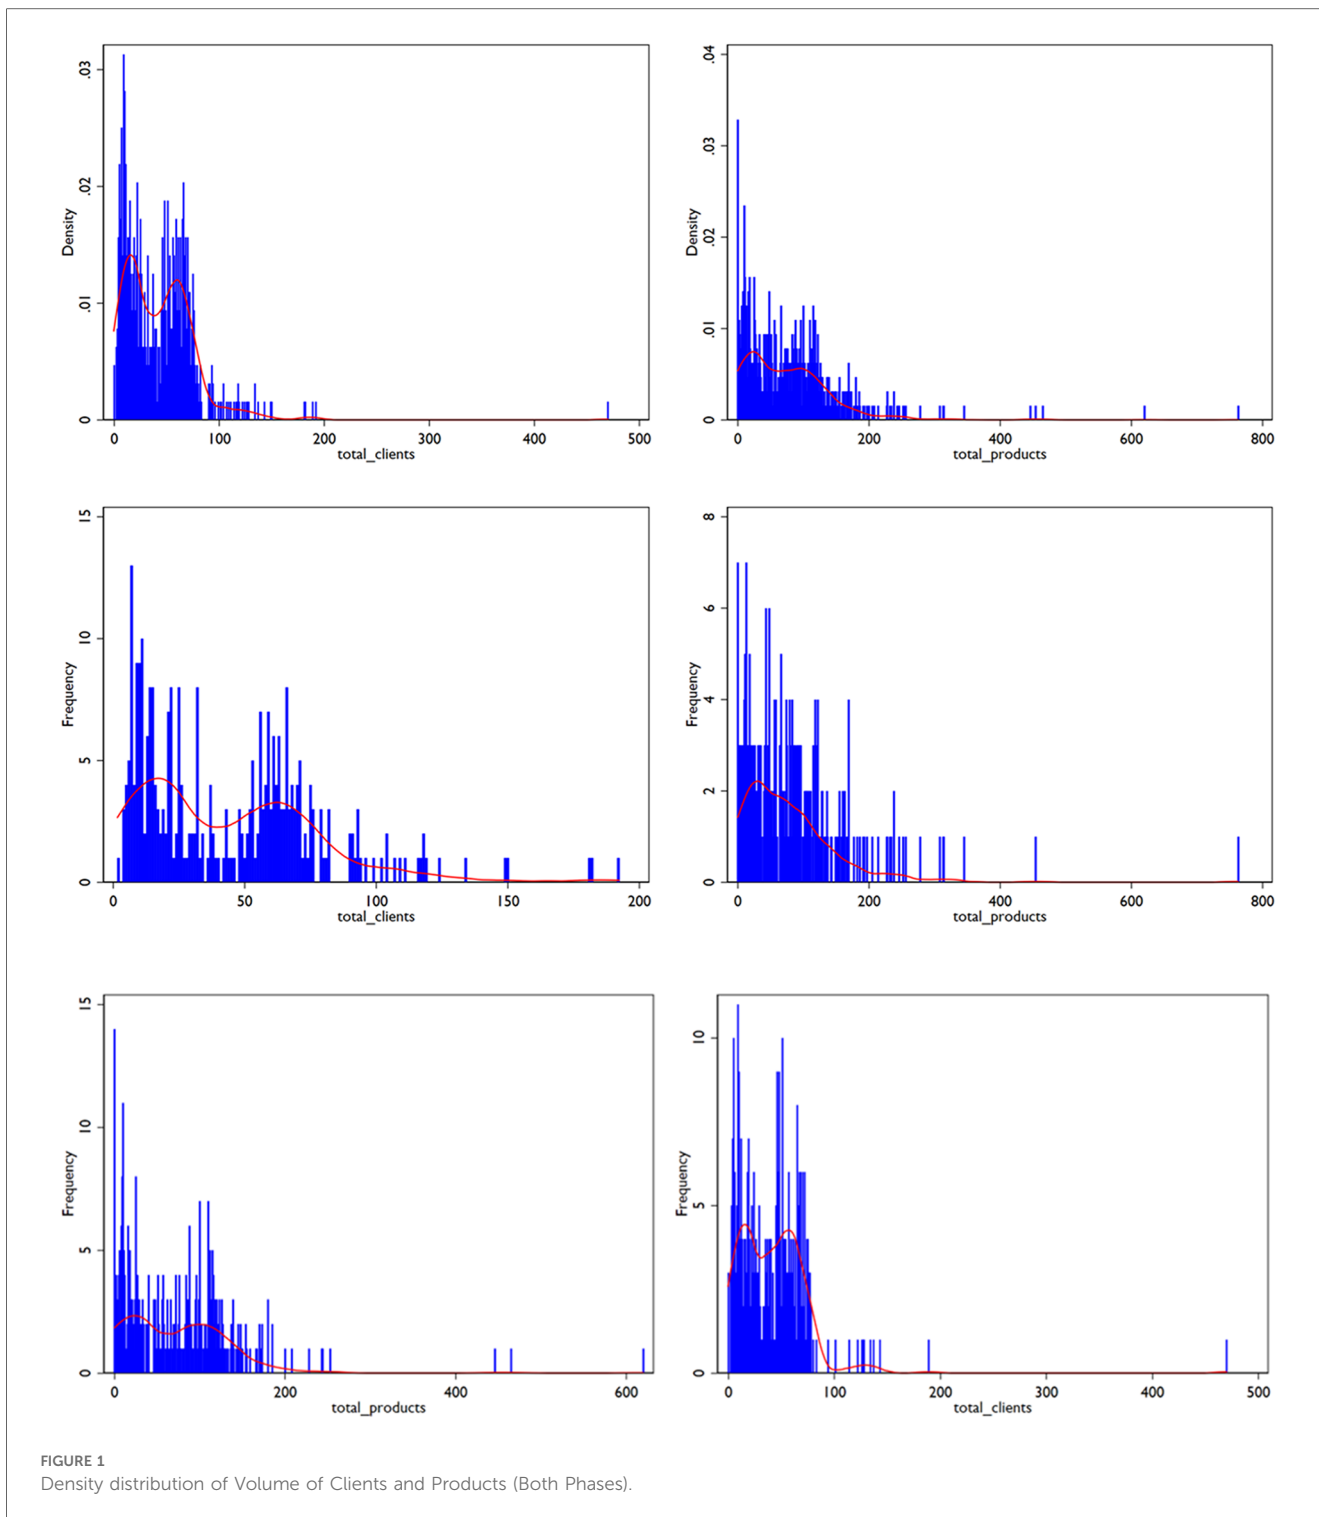 .03
.02
.01
0
Density
0 100 200 300 400 500
total_clients
.04
.03
.02
.01
0
Density
0 200 400 600 800
total_products
15
10
5
0
Frequency
0 50 100 150 200
total_clients
8
6
4
2
0
Frequency
0 200 400 600 800
total_products
15
10
5
0
Frequency
0 200 400 600
total_products
10
5
0
Frequency
0 100 200 300 400 500
total_clients
FIGURE 1
Density distribution of Volume of Clients and Products (Both Phases).